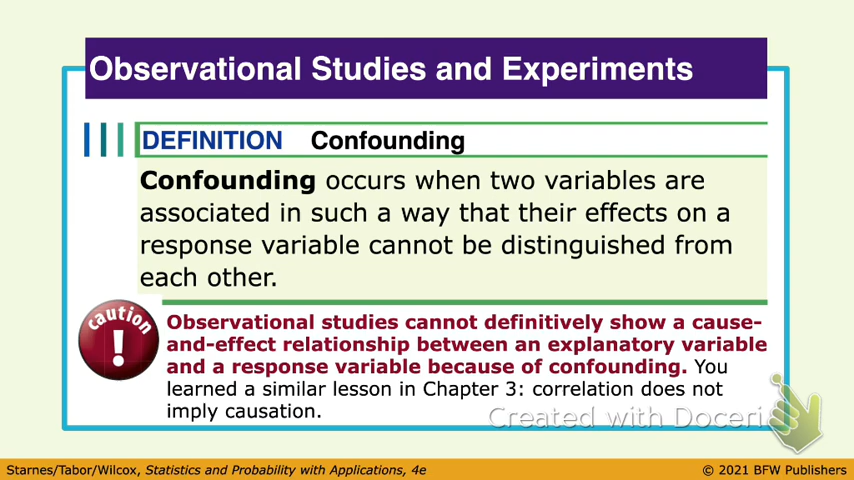 Observational Studies and Experiments
DEFINITION Confounding
Confounding occurs when two variables are
associated in such a way that their effects on a
response variable cannot be distinguished from
each other.
caution
!
Observational studies cannot definitively show a cause-
and-effect relationship between an explanatory variable
and a response variable because of confounding. You
learned a similar lesson in Chapter 3: correlation does not
imply causation.
Created with Doceri
Starnes/Tabor/Wilcox, Statistics and Probability with Applications, 4e
© 2021 BFW Publishers